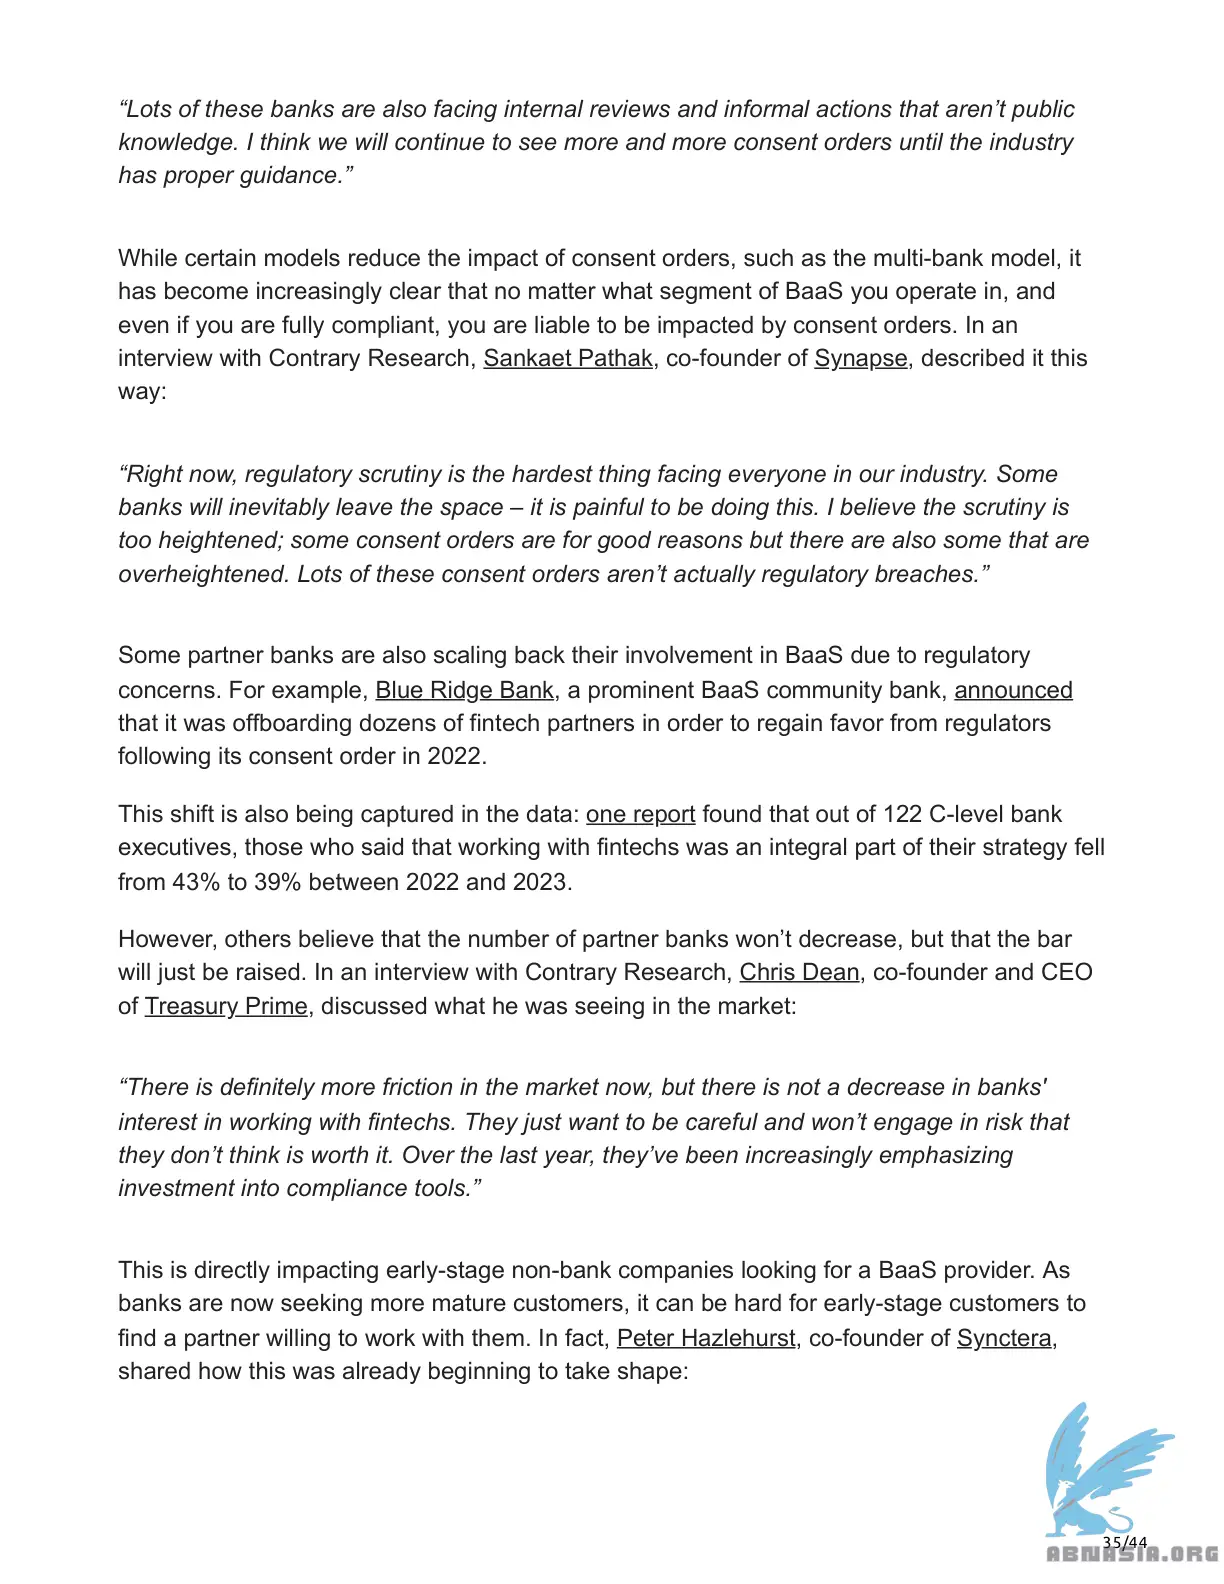 “Lots of these banks are also facing internal reviews and informal actions that aren’t public
knowledge. I think we will continue to see more and more consent orders until the industry
has proper guidance.”
While certain models reduce the impact of consent orders, such as the multi-bank model, it
has become increasingly clear that no matter what segment of BaaS you operate in, and
even if you are fully compliant, you are liable to be impacted by consent orders. In an
interview with Contrary Research, Sankaet Pathak, co-founder of Synapse, described it this
way:
“Right now, regulatory scrutiny is the hardest thing facing everyone in our industry. Some
banks will inevitably leave the space – it is painful to be doing this. I believe the scrutiny is
too heightened; some consent orders are for good reasons but there are also some that are
overheightened. Lots of these consent orders aren’t actually regulatory breaches.”
Some partner banks are also scaling back their involvement in BaaS due to regulatory
concerns. For example, Blue Ridge Bank, a prominent BaaS community bank, announced
that it was offboarding dozens of fintech partners in order to regain favor from regulators
following its consent order in 2022.
This shift is also being captured in the data: one report found that out of 122 C-level bank
executives, those who said that working with fintechs was an integral part of their strategy fell
from 43% to 39% between 2022 and 2023.
However, others believe that the number of partner banks won’t decrease, but that the bar
will just be raised. In an interview with Contrary Research, Chris Dean, co-founder and CEO
of Treasury Prime, discussed what he was seeing in the market:
“There is definitely more friction in the market now, but there is not a decrease in banks'
interest in working with fintechs. They just want to be careful and won’t engage in risk that
they don’t think is worth it. Over the last year, they’ve been increasingly emphasizing
investment into compliance tools.”
This is directly impacting early-stage non-bank companies looking for a BaaS provider. As
banks are now seeking more mature customers, it can be hard for early-stage customers to
find a partner willing to work with them. In fact, Peter Hazlehurst, co-founder of Synctera,
shared how this was already beginning to take shape:
35/44
ABNASIA.ORG